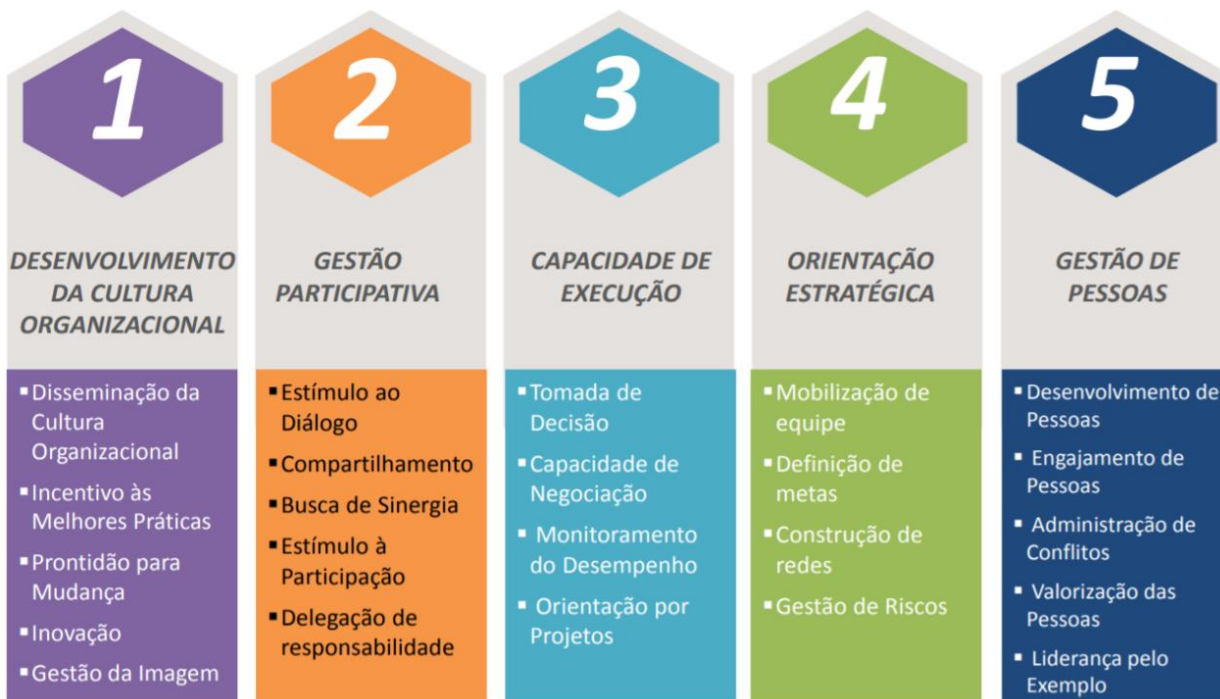 1
DESENVOLVIMENTO
DA CULTURA
ORGANIZACIONAL
▪Disseminação da
Cultura
Organizacional
▪Incentivo às
Melhores Práticas
▪Prontidão para
Mudança
▪Inovação
▪Gestão da Imagem
2
GESTÃO
PARTICIPATIVA
▪Estímulo ao
Diálogo
▪Compartilhamento
▪Busca de Sinergia
▪Estímulo à
Participação
▪Delegação de
responsabilidade
3
CAPACIDADE DE
EXECUÇÃO
▪Tomada de
Decisão
▪Capacidade de
Negociação
▪ Monitoramento
do Desempenho
▪ Orientação por
Projetos
4
ORIENTAÇÃO
ESTRATÉGICA
▪Mobilização de
equipe
▪Definição de
metas
▪Construção de
redes
▪Gestão de Riscos
5
GESTÃO DE
PESSOAS
▪Desenvolvimento de
Pessoas
▪ Engajamento de
Pessoas
▪ Administração de
Conflitos
▪ Valorização das
Pessoas
▪ Liderança pelo
Exemplo